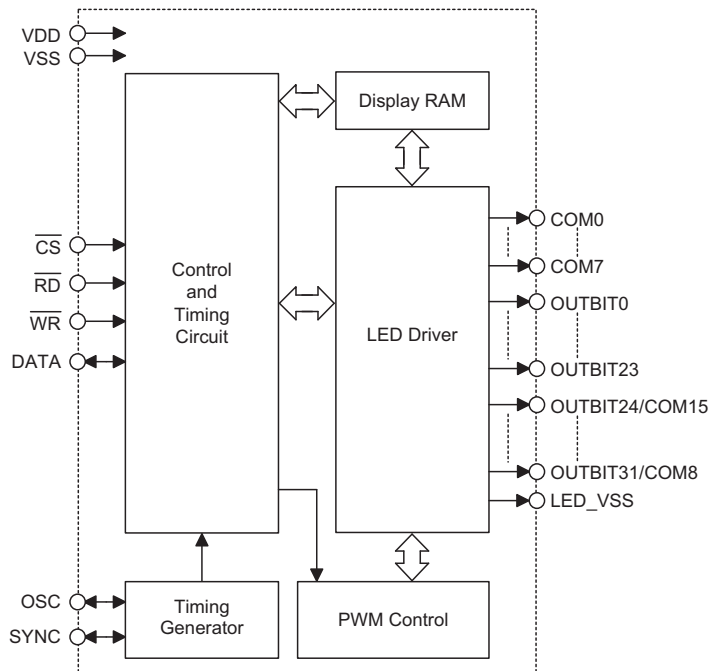 VDD
VSS
Display RAM
CS
RD
WR
DATA
Control
and
Timing
Circuit
LED Driver
COM0
COM7
OUTBIT0
OUTBIT23
OUTBIT24/COM15
OUTBIT31/COM8
LED_VSS
OSC
SYNC
Timing
Generator
PWM Control